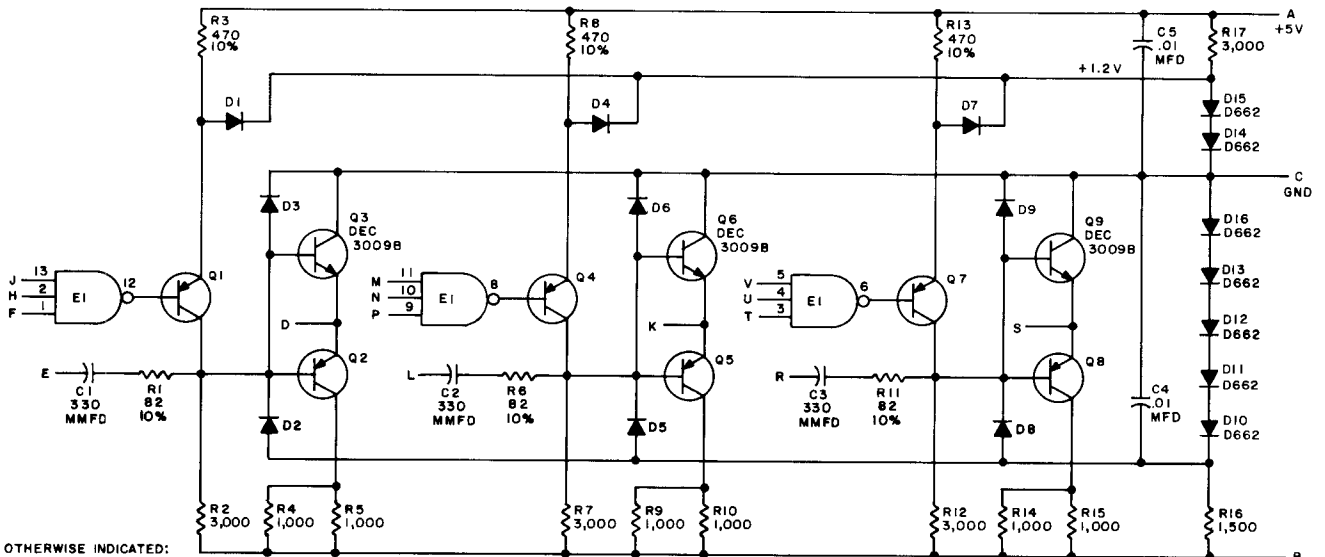 R3
470
10%
R8
470
10%
R13
470
10%
C5
.01
MFD
R17
3,000
A
+5V
+1.2V
D1
D4
D7
D15
D662
D14
D662
C
GND
D3
Q3
DEC
3009B
D6
Q6
DEC
3009B
D9
Q9
DEC
3009B
D16
D662
D13
D662
D12
D662
D11
D662
D10
D662
J 13
H 2
F 1
E1
12
Q1
M 11
N 10
P 9
E1
8
Q4
V 5
U 4
T 3
E1
6
Q7
D
K
S
Q2
Q5
Q8
E
C1
330
MMFD
R1
82
10%
L
C2
330
MMFD
R6
82
10%
R
C3
330
MMFD
R11
82
10%
C4
.01
MFD
D2
D5
D8
R2
3,000
R4
1,000
R5
1,000
R7
3,000
R9
1,000
R10
1,000
R12
3,000
R14
1,000
R15
1,000
R16
1,500
OTHERWISE INDICATED: